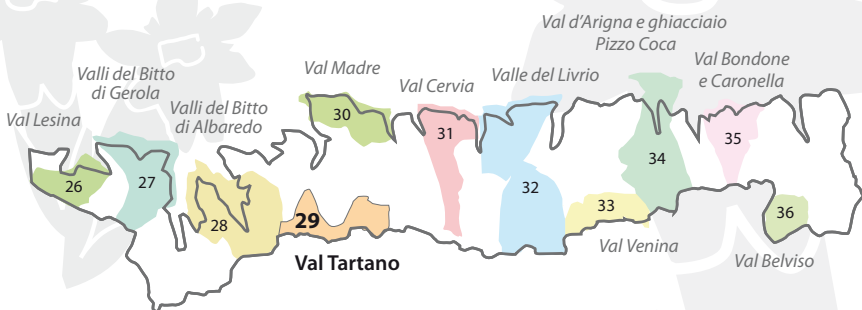 Val d'Arigna e ghiacciaio
Pizzo Coca
Valli del Bitto
di Gerola
Val Madre
Val Cervia
Valle del Livrio
Val Bondone
e Caronella
Val Lesina
Valli del Bitto
di Albaredo
26
27
28
29
30
31
32
33
34
35
36
Val Tartano
Val Venina
Val Belviso